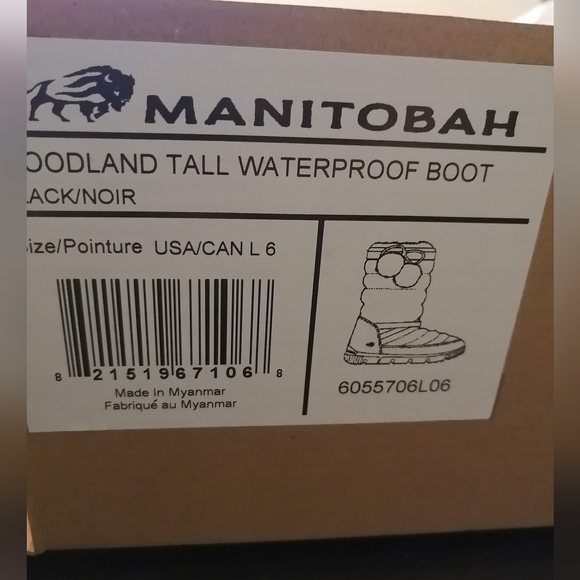 MANITOBAH
OODLAND TALL WATERPROOF BOOT
LACK/NOIR
ize/Pointure USA/CAN L 6
8 2151967106 8
Made In Myanmar
Fabriqué au Myanmar
6055706L06